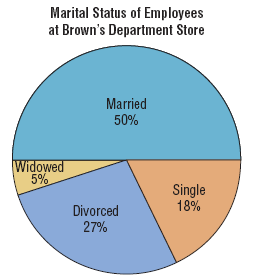 Marital Status of Employees
at Brown's Department Store
Married
50%
Widowed
5%
Single
18%
Divorced
27%